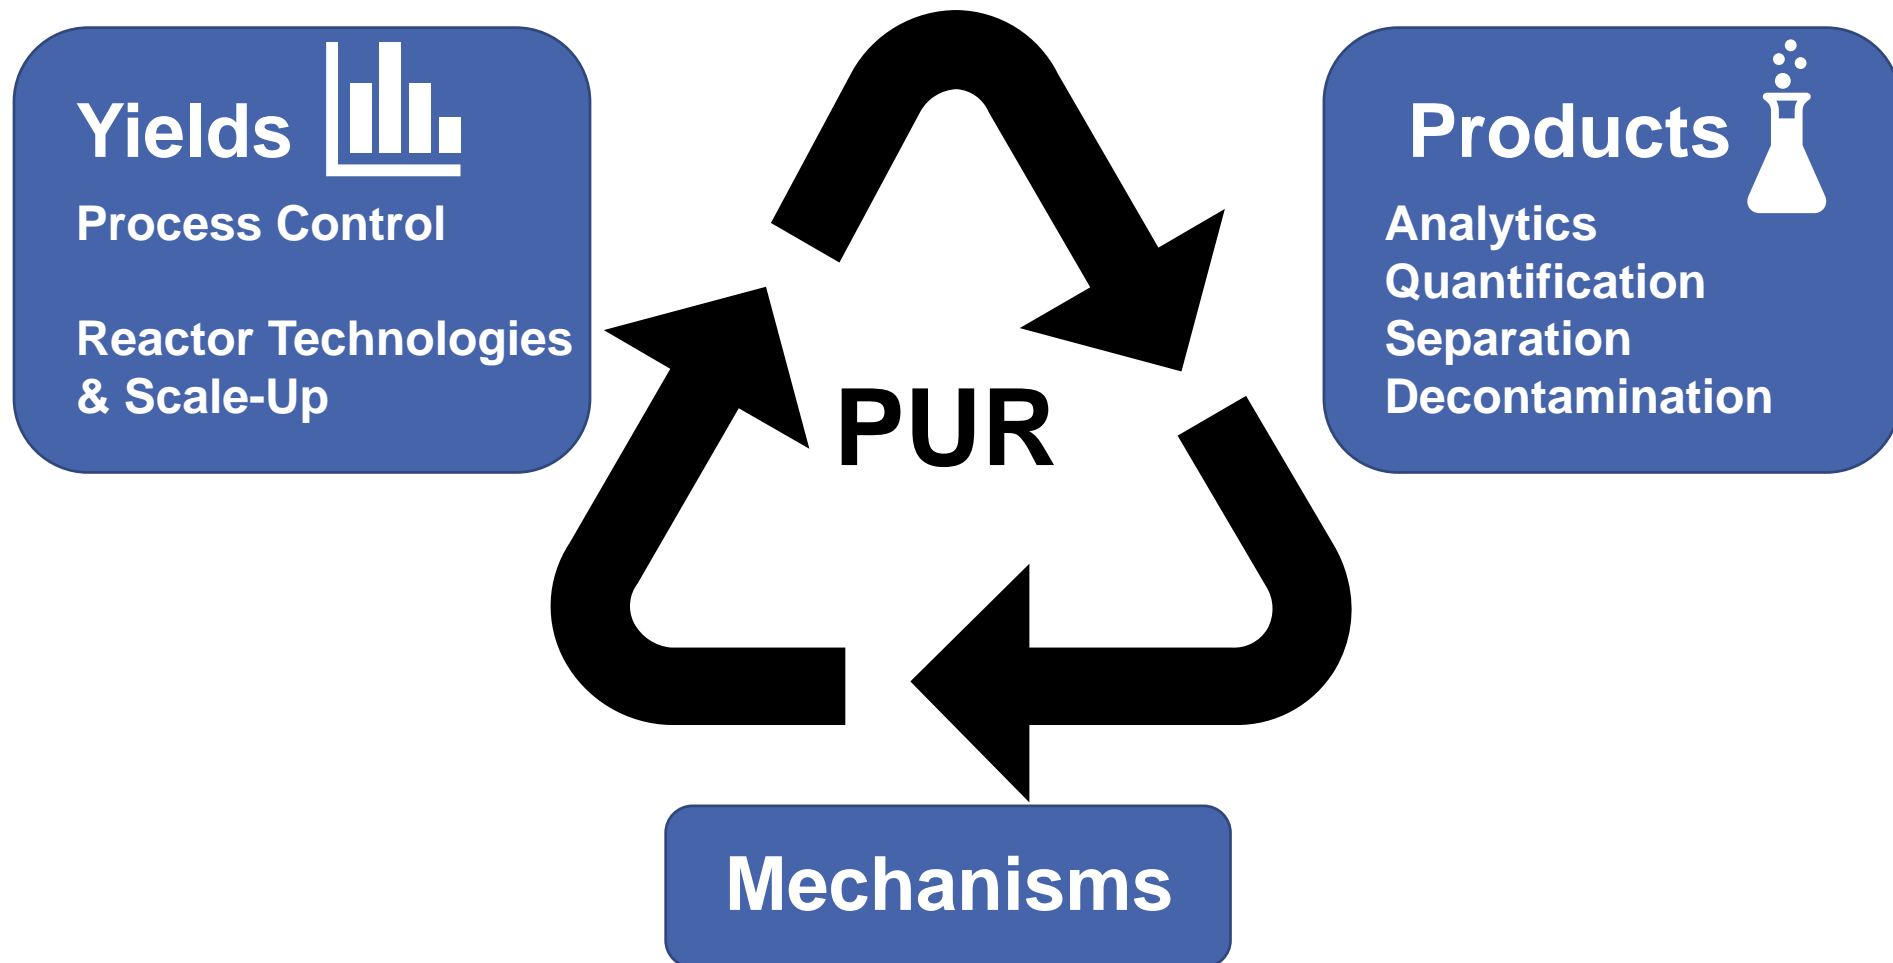 Yields
Process Control
Reactor Technologies
& Scale-Up
Products
Analytics
Quantification
Separation
Decontamination
PUR
Mechanisms